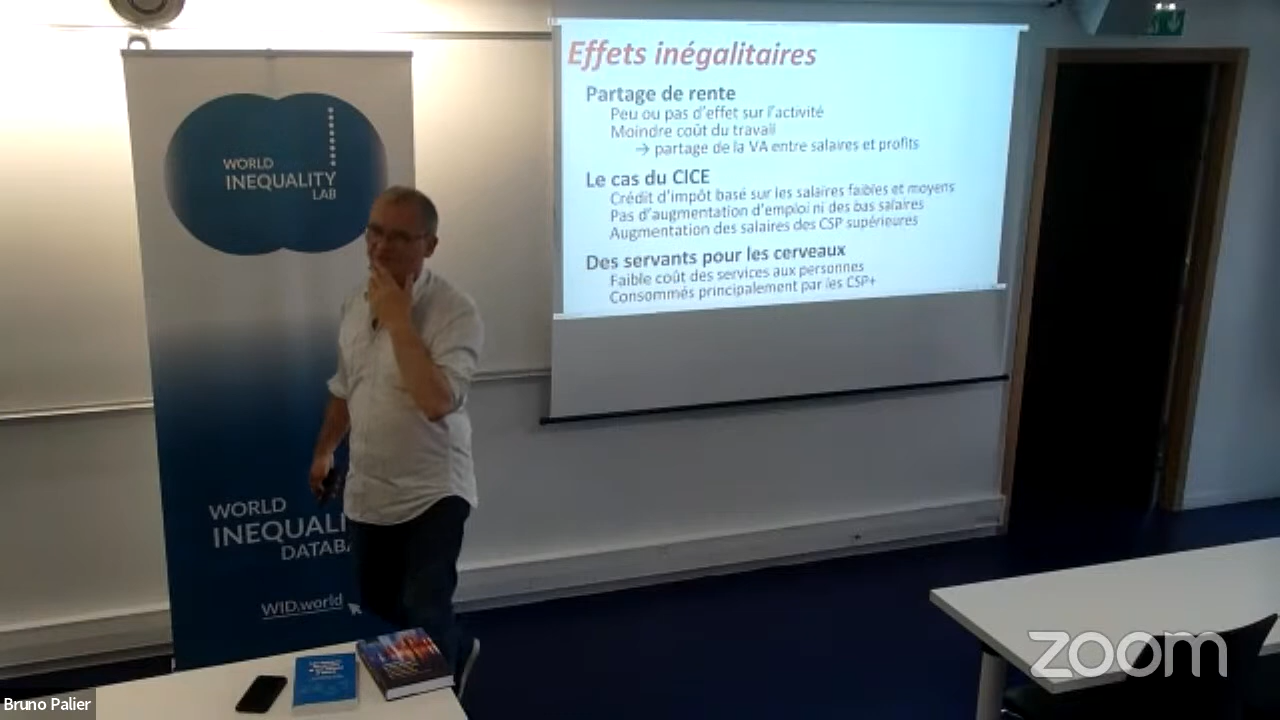 Effets inégalitaires
Partage de rente
Peu ou pas d'effet sur l'activité
Moindre coût du travail
→ partage de la VA entre salaires et profits
Le cas du CICE
Crédit d'impôt basé sur les salaires faibles et moyens
Pas d'augmentation d'emploi ni des bas salaires
Augmentation des salaires des CSP supérieures
Des servants pour les cerveaux
Faible coût des services aux personnes
Consommés principalement par les CSP+
WORLD
INEQUALITY
LAB
WORLD
INEQUALI
DATABA
WID.world
zoom
Bruno Palier